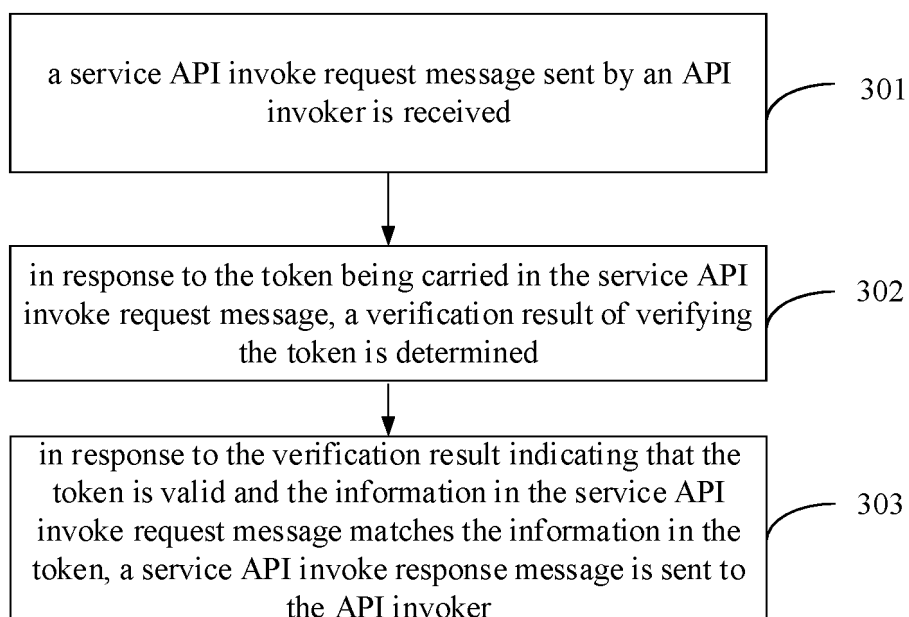 a service API invoke request message sent by an API
invoker is received
301
in response to the token being carried in the service API
invoke request message, a verification result of verifying
the token is determined
302
in response to the verification result indicating that the
token is valid and the information in the service API
invoke request message matches the information in the
token, a service API invoke response message is sent to
the API invoker
303